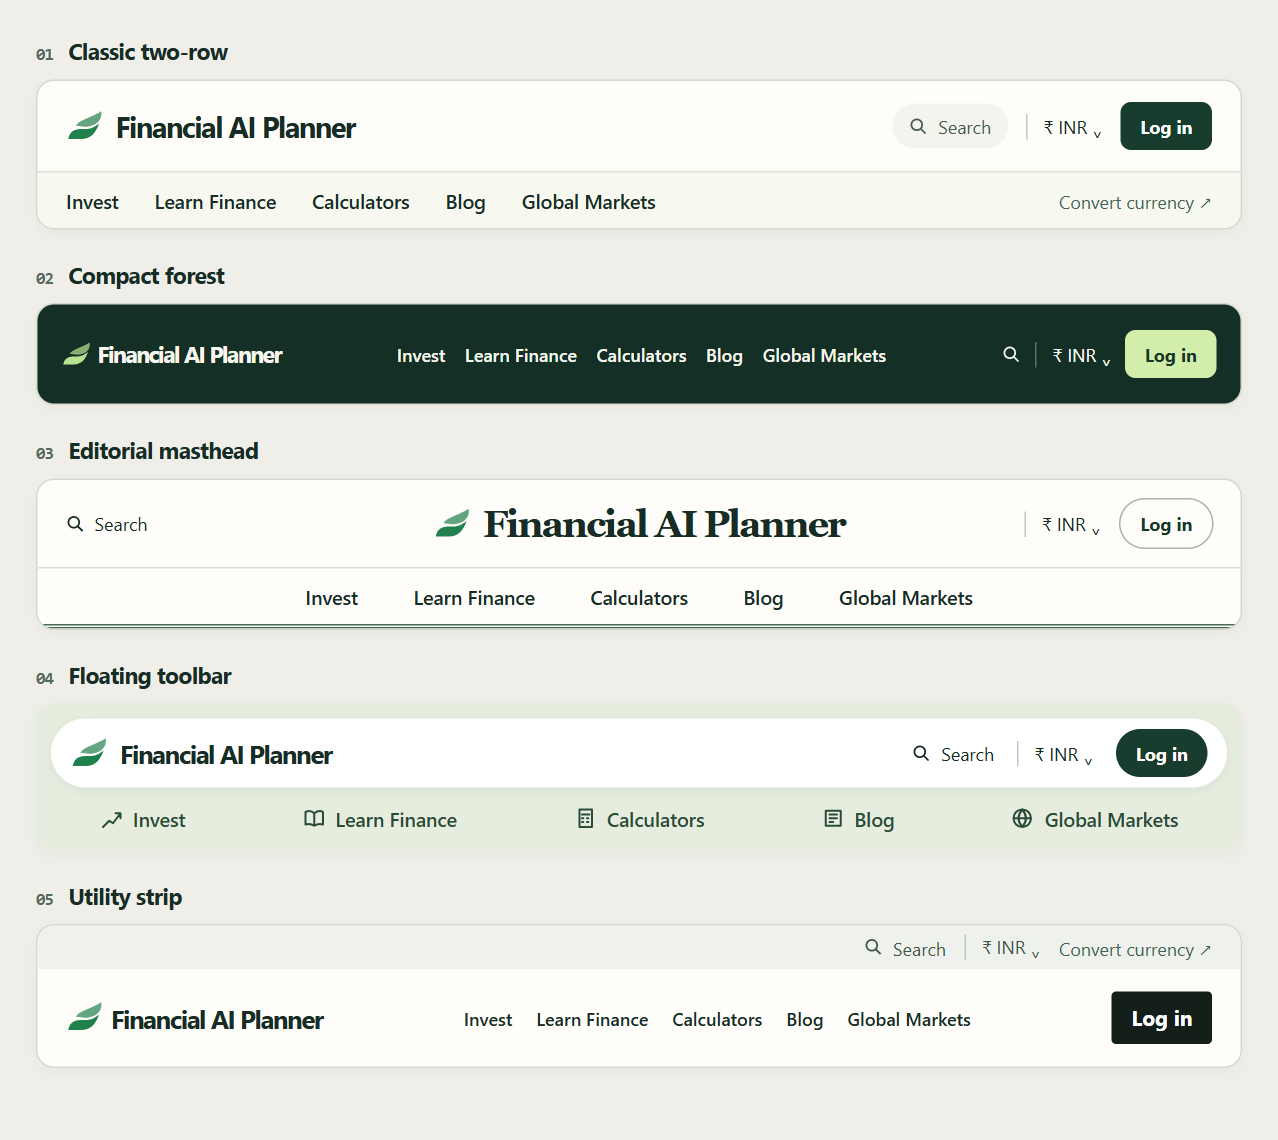 01 Classic two-row
Financial AI Planner Search ₹ INR Log in
Invest Learn Finance Calculators Blog Global Markets Convert currency ↗
02 Compact forest
Financial AI Planner Invest Learn Finance Calculators Blog Global Markets ₹ INR Log in
03 Editorial masthead
Search Financial AI Planner ₹ INR Log in
Invest Learn Finance Calculators Blog Global Markets
04 Floating toolbar
Financial AI Planner Search ₹ INR Log in
Invest Learn Finance Calculators Blog Global Markets
05 Utility strip
Search ₹ INR Convert currency ↗
Financial AI Planner Invest Learn Finance Calculators Blog Global Markets Log in